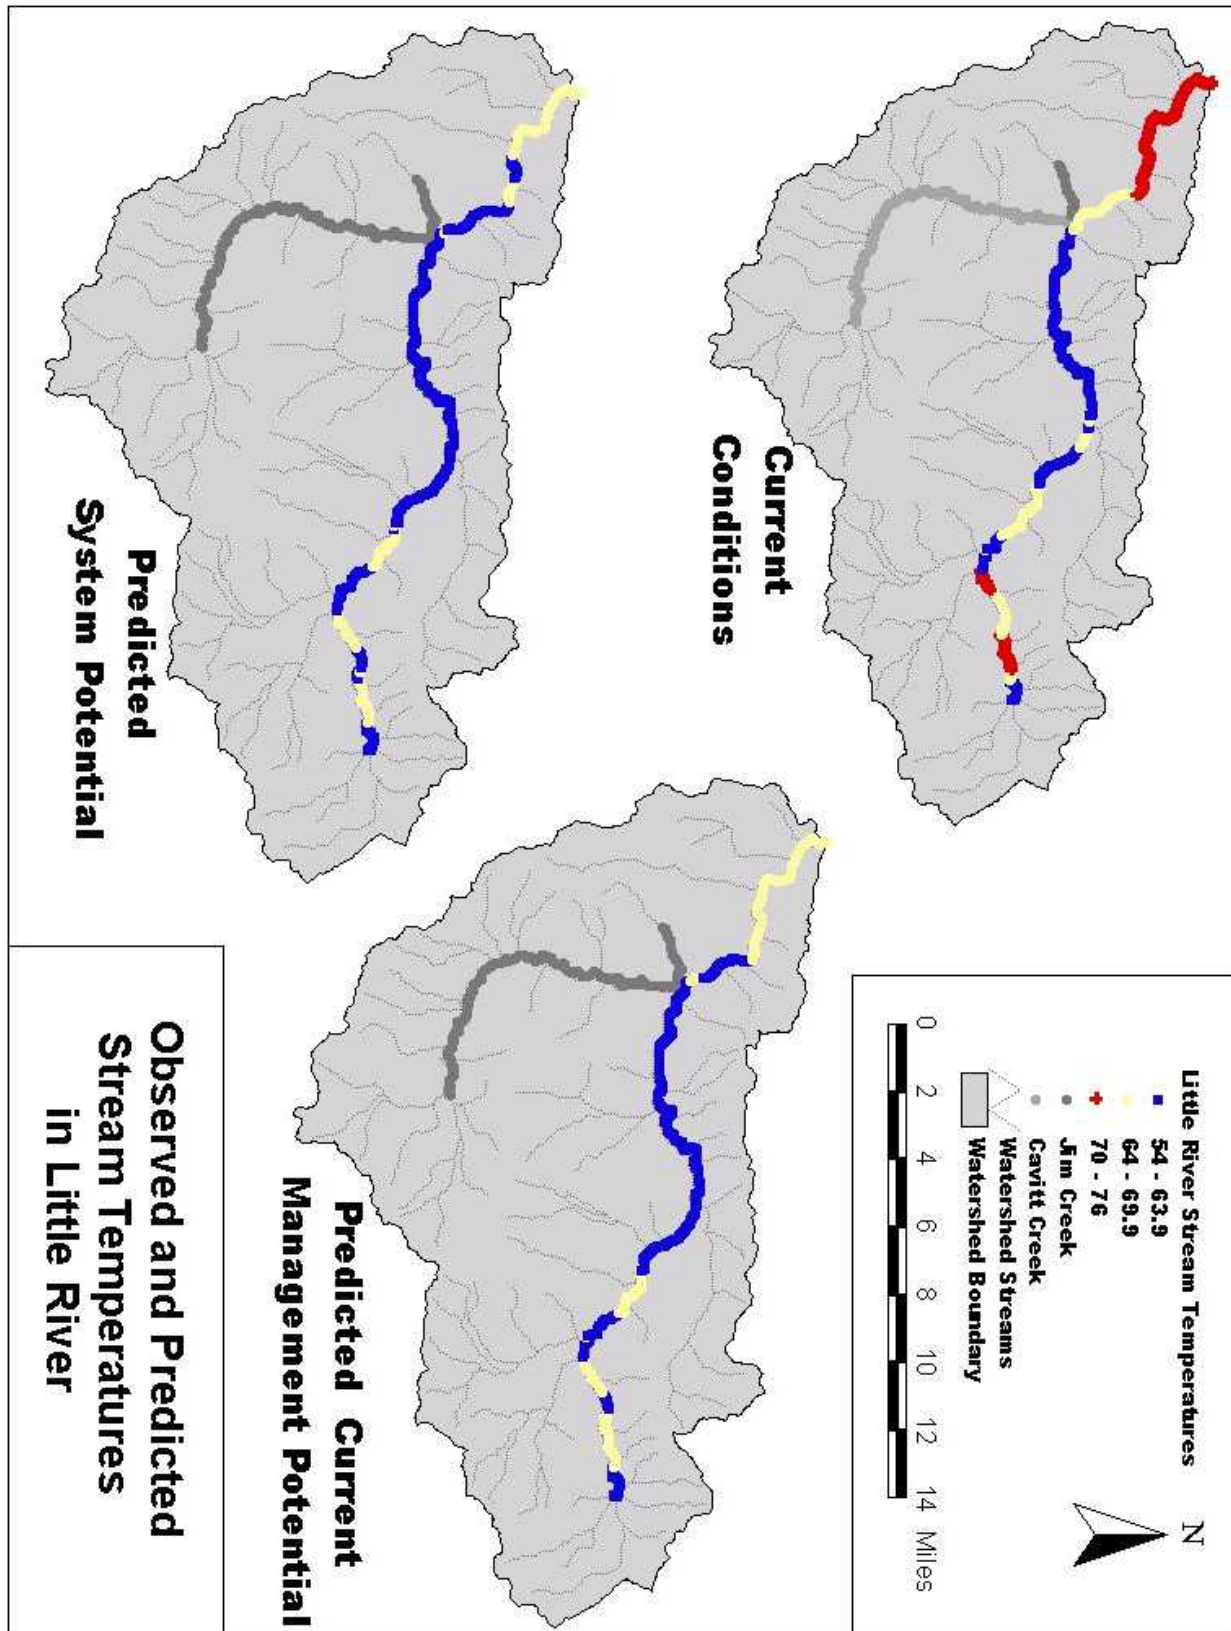 Current
Conditions
Predicted
System Potential
Predicted Current
Management Potential
Little River Stream Temperatures
54 - 63.9
64 - 69.9
70 - 76
Jim Creek
Cavitt Creek
Watershed Streams
Watershed Boundary
N
0 2 4 6 8 10 12 14 Miles
Observed and Predicted
Stream Temperatures
in Little River